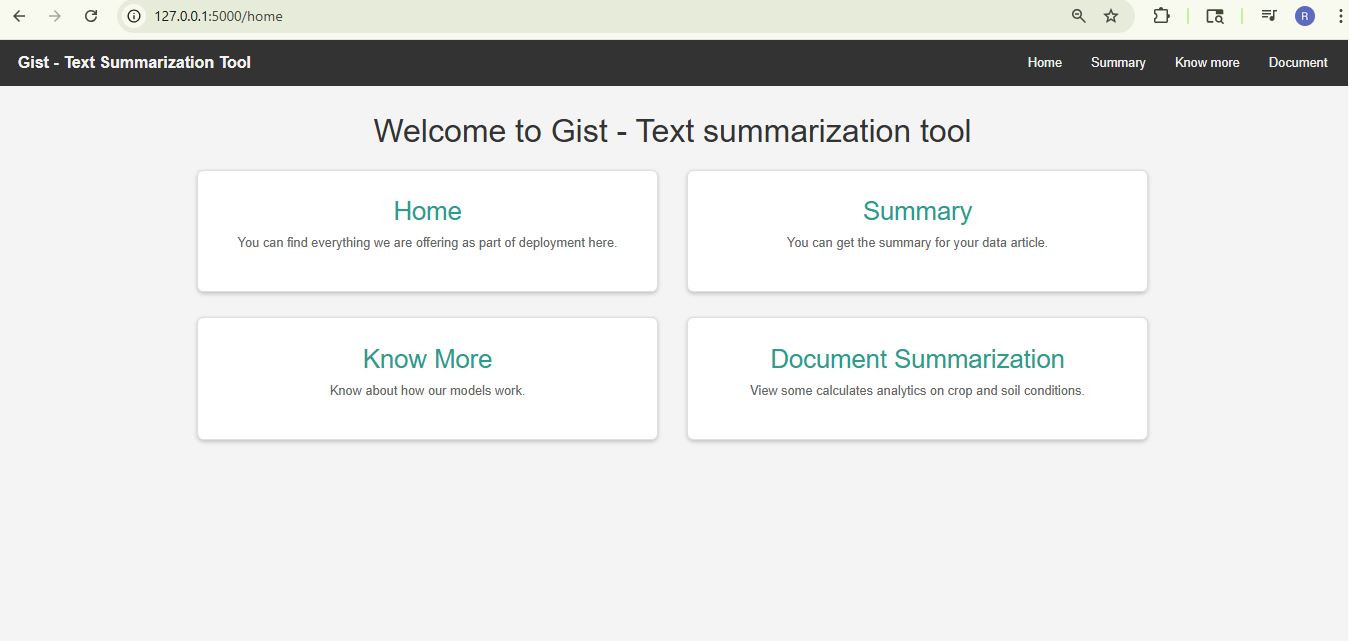 127.0.0.1:5000/home
R
Gist - Text Summarization Tool
Home
Summary
Know more
Document
Welcome to Gist - Text summarization tool
Home
You can find everything we are offering as part of deployment here.
Summary
You can get the summary for your data article.
Know More
Know about how our models work.
Document Summarization
View some calculates analytics on crop and soil conditions.